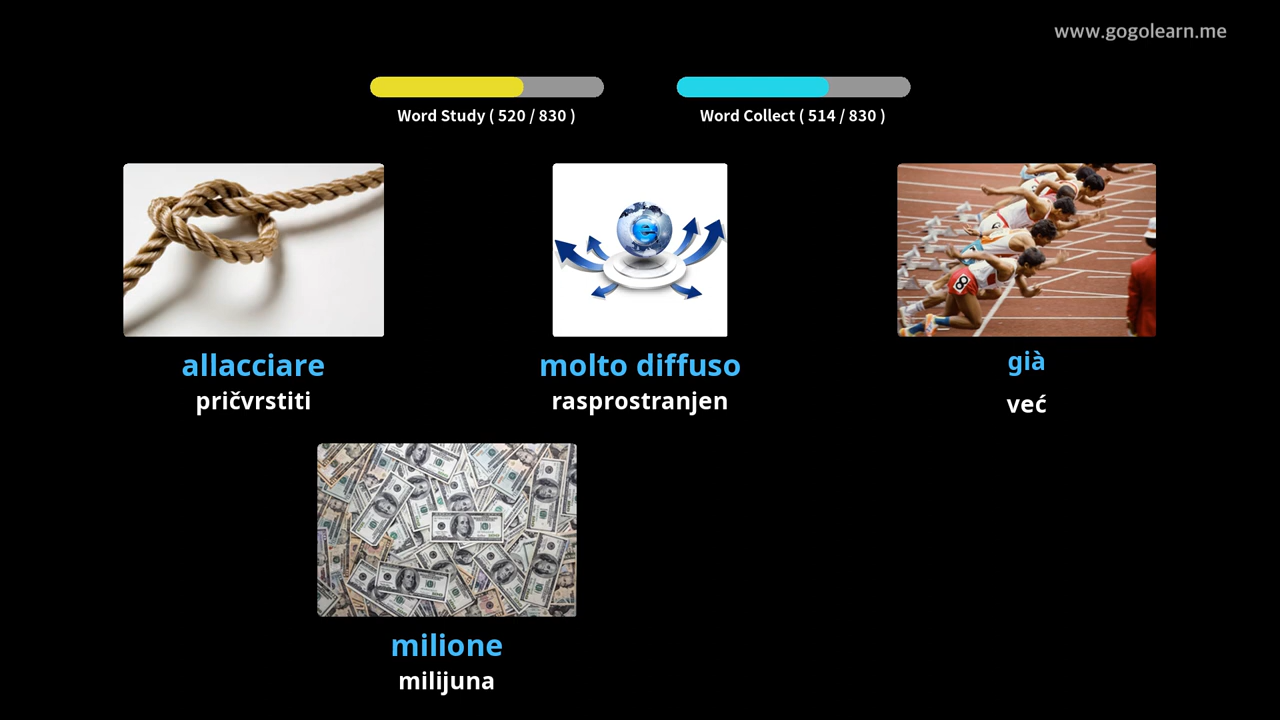 www.gogolearn.me
Word Study ( 520 / 830 )
Word Collect ( 514 / 830 )
allacciare
pričvrstiti
molto diffuso
rasprostranjen
già
već
milione
milijuna